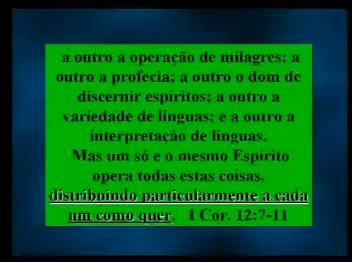 a outro a operação de milagres; a
outro a profecia; a outro o dom de
discernir espíritos; a outro a
variedade de línguas; e a outro a
interpretação de línguas.
Mas um só e o mesmo Espírito
opera todas estas coisas,
distribuindo particularmente a cada
um como quer. I Cor. 12:7-11